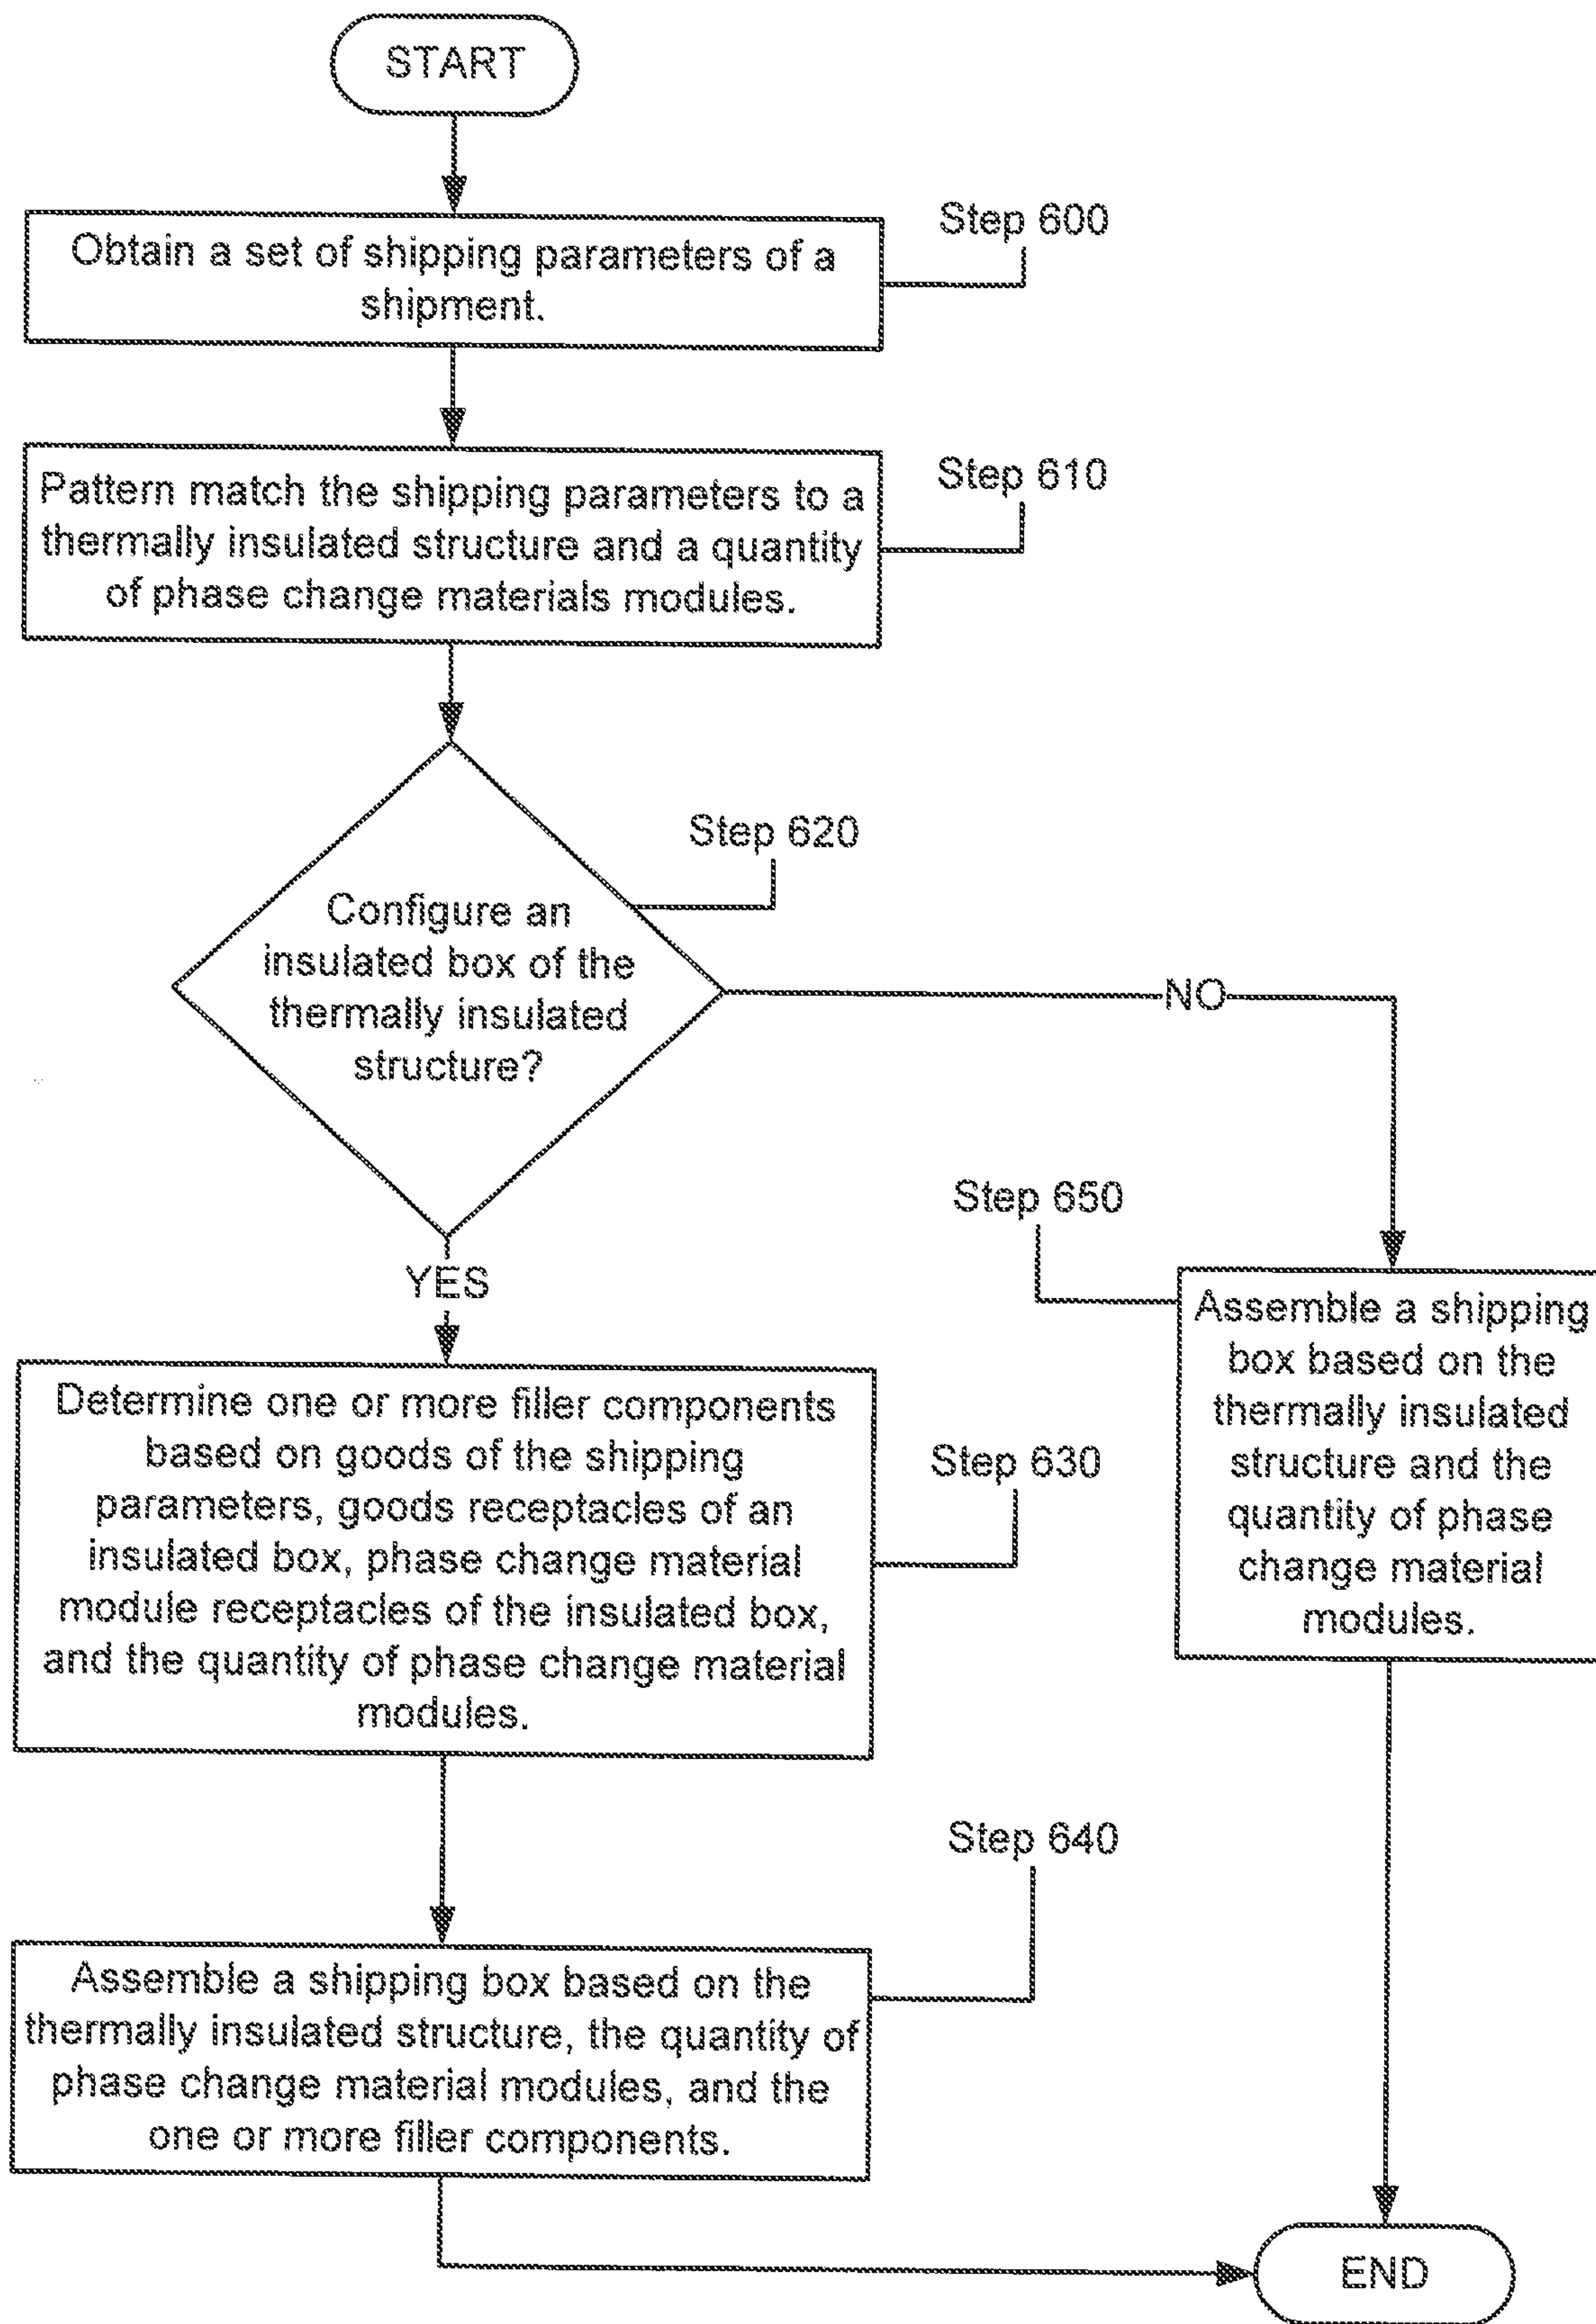 START
Step 600
Obtain a set of shipping parameters of a
shipment.
Step 610
Pattern match the shipping parameters to a
thermally insulated structure and a quantity
of phase change materials modules.
Step 620
Configure an
insulated box of the
thermally insulated
structure?
NO
YES
Step 650
Assemble a shipping
box based on the
thermally insulated
structure and the
quantity of phase
change material
modules.
Determine one or more filler components
based on goods of the shipping
parameters, goods receptacles of an
insulated box, phase change material
module receptacles of the insulated box,
and the quantity of phase change material
modules.
Step 630
Step 640
Assemble a shipping box based on the
thermally insulated structure, the quantity of
phase change material modules, and the
one or more filler components.
END